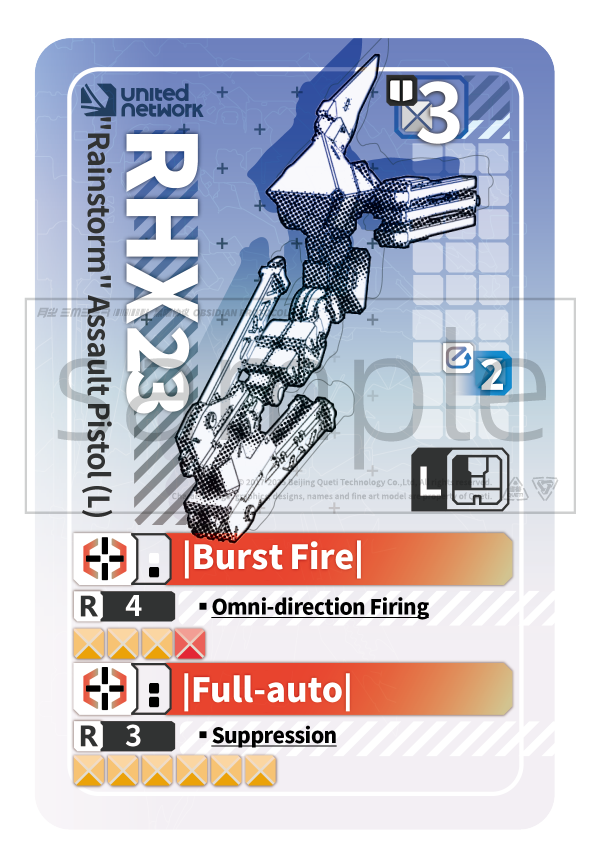 UNITED
NETWORK
3
RHX23
"Rainstorm" Assault Pistol (L)
2
sample
L
|Burst Fire|
R 4
▪ Omni-direction Firing
|Full-auto|
R 3
▪ Suppression